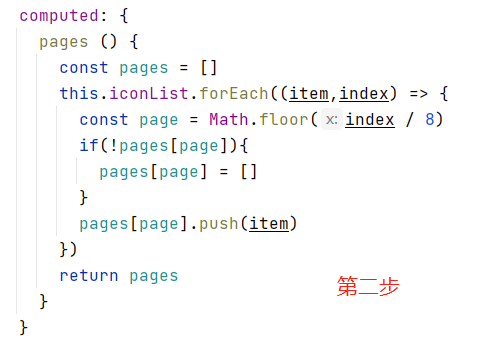 computed: {
  pages () {
    const pages = []
    this.iconList.forEach((item,index) => {
      const page = Math.floor( x: index / 8)
      if(!pages[page]){
        pages[page] = []
      }
      pages[page].push(item)
    })
    return pages
第二步
  }
}